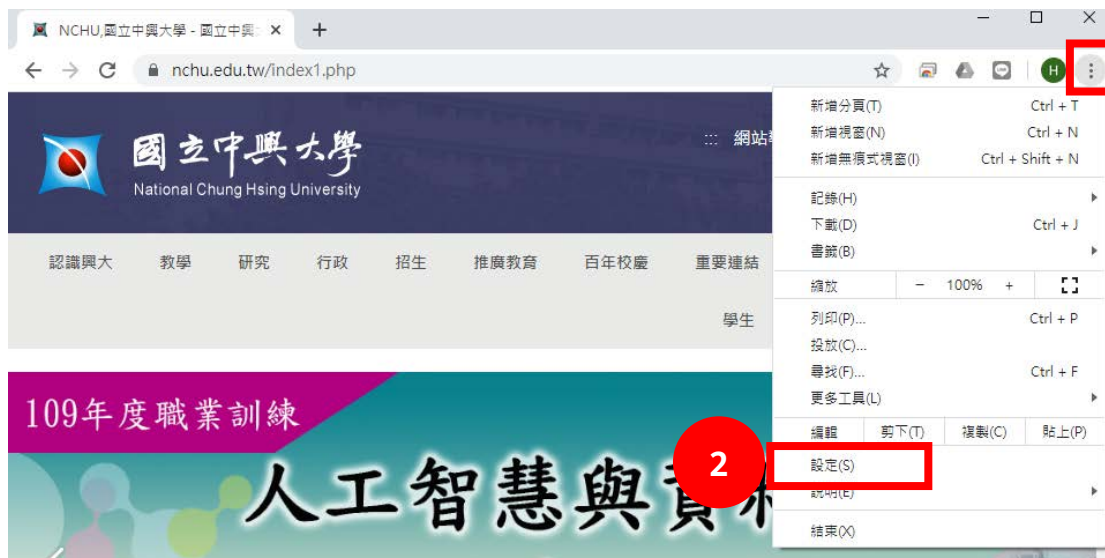 NCHU,國立中興大學 - 國立中興
nchu.edu.tw/index1.php
H
國立中興大學
National Chung Hsing University
::: 網站
認識興大 教學 研究 行政 招生 推廣教育 百年校慶 重要連結
學生
109年度職業訓練
人工智慧與資料
2
新增分頁(T) Ctrl + T
新增視窗(N) Ctrl + N
新增無痕式視窗(I) Ctrl + Shift + N
記錄(H)
下載(D) Ctrl + J
書籤(B)
縮放 - 100% +
列印(P)... Ctrl + P
投放(C)...
尋找(F)... Ctrl + F
更多工具(L)
編輯 剪下(T) 複製(C) 貼上(P)
設定(S)
說明(E)
結束(X)